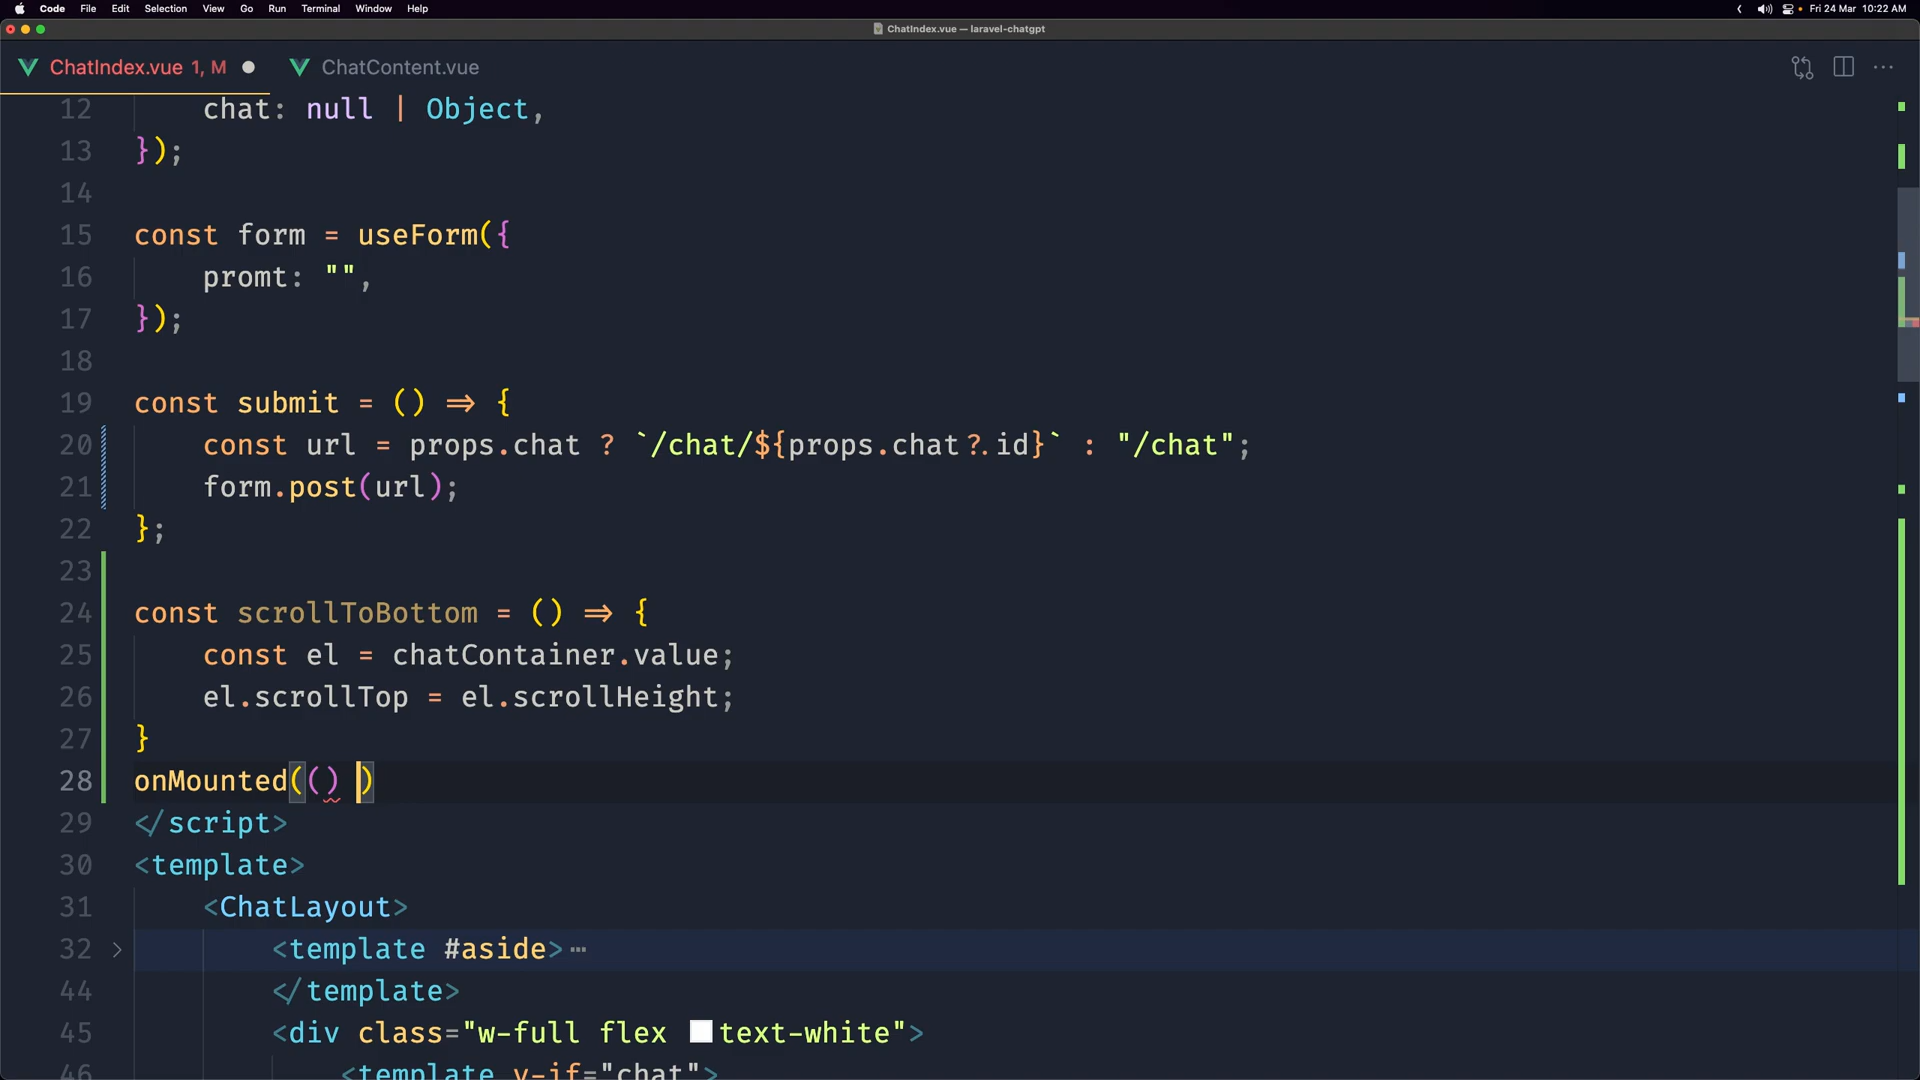 Code File Edit Selection View Go Run Terminal Window Help Fri 24 Mar 10:22 AM
ChatIndex.vue — laravel-chatgpt
ChatIndex.vue 1, M ChatContent.vue
12 chat: null | Object,
13 });
14
15 const form = useForm({
16 promt: "",
17 });
18
19 const submit = () => {
20 const url = props.chat ? `/chat/${props.chat?.id}` : "/chat";
21 form.post(url);
22 };
23
24 const scrollToBottom = () => {
25 const el = chatContainer.value;
26 el.scrollTop = el.scrollHeight;
27 }
28 onMounted(() )
29 </script>
30 <template>
31 <ChatLayout>
32 <template #aside>
44 </template>
45 <div class="w-full flex text-white">
46 <template v-if="chat">